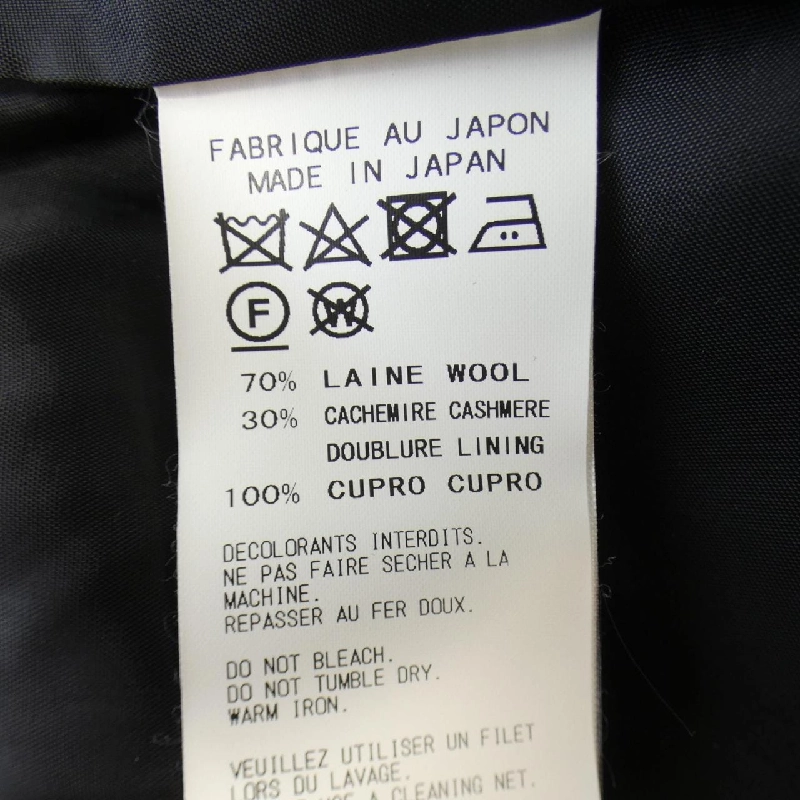 FABRIQUE AU JAPON
MADE IN JAPAN
F W
70% LAINE WOOL
30% CACHEMIRE CASHMERE
DOUBLURE LINING
100% CUPRO CUPRO
DECOLORANTS INTERDITS.
NE PAS FAIRE SECHER A LA
MACHINE.
REPASSER AU FER DOUX.
DO NOT BLEACH.
DO NOT TUMBLE DRY.
WARM IRON.
VEUILLEZ UTILISER UN FILET
LORS DU LAVAGE.
A CLEANING NET.